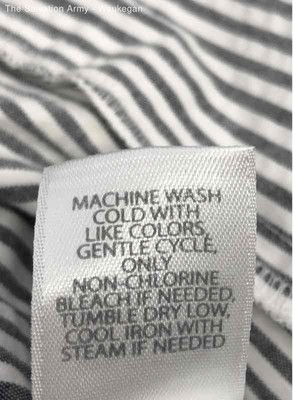 The Salvation Army - Waukegan
MACHINE WASH
COLD WITH
LIKE COLORS,
GENTLE CYCLE,
ONLY
NON-CHLORINE
BLEACH IF NEEDED,
TUMBLE DRY LOW,
COOL IRON WITH
STEAM IF NEEDED